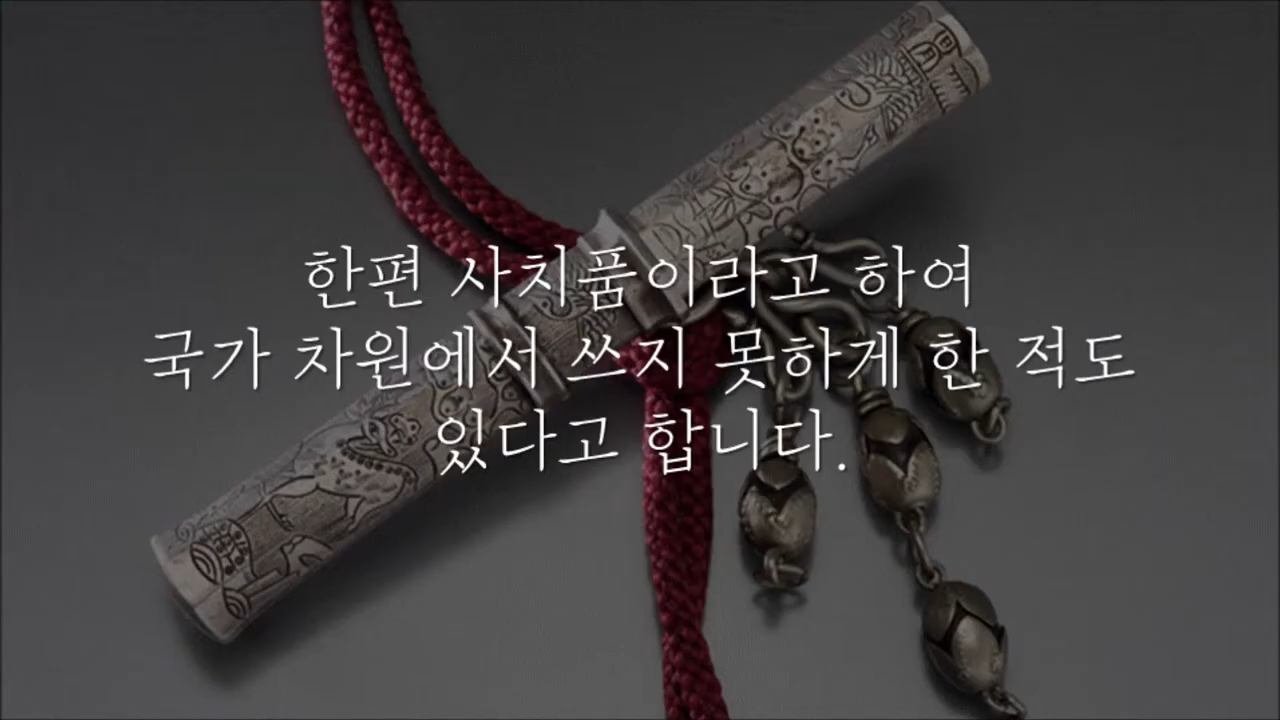 한편 사치품이라고 하여
국가 차원에서 쓰지 못하게 한 적도
있다고 합니다.